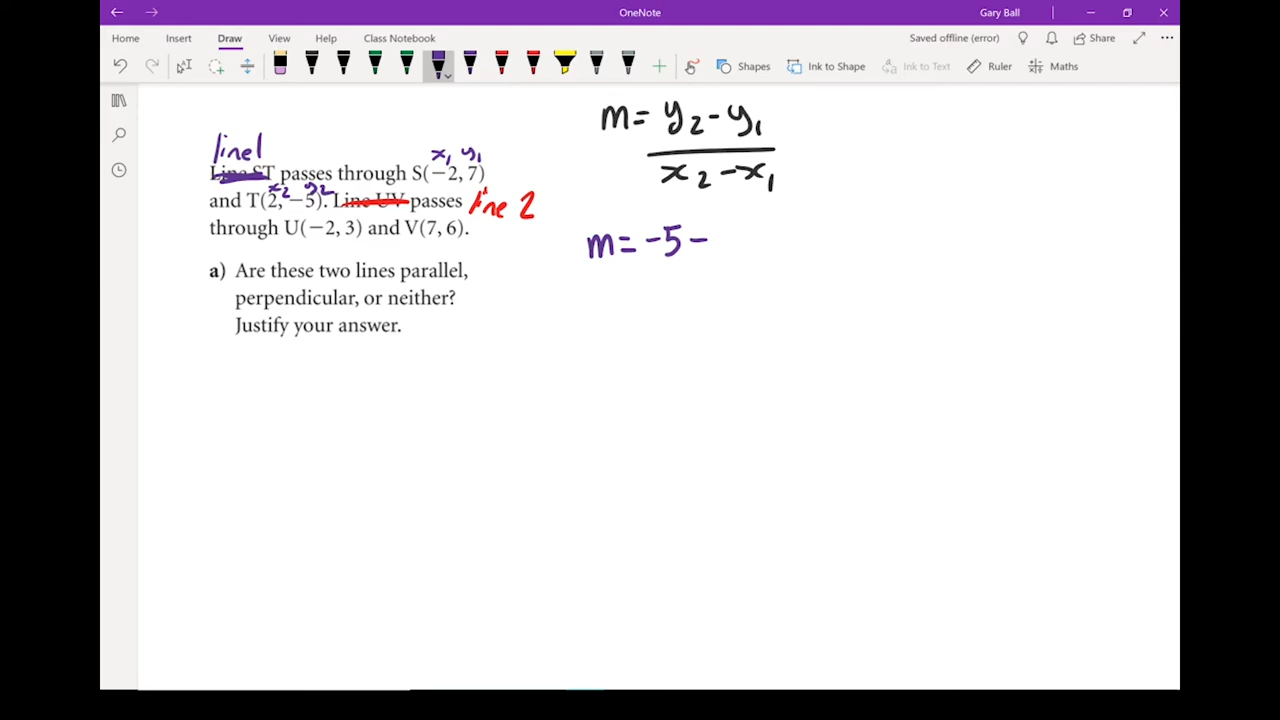 OneNote
Gary Ball
Home Insert Draw View Help Class Notebook
Saved offline (error) Share
Shapes Ink to Shape Ink to Text Ruler Maths
m = y2 - y1
x2 - x1
line 1
x1 y1
Line ST passes through S(−2, 7)
x2 y2
and T(2, −5). Line UV passes line 2
through U(−2, 3) and V(7, 6).
m = -5 -
a) Are these two lines parallel,
perpendicular, or neither?
Justify your answer.